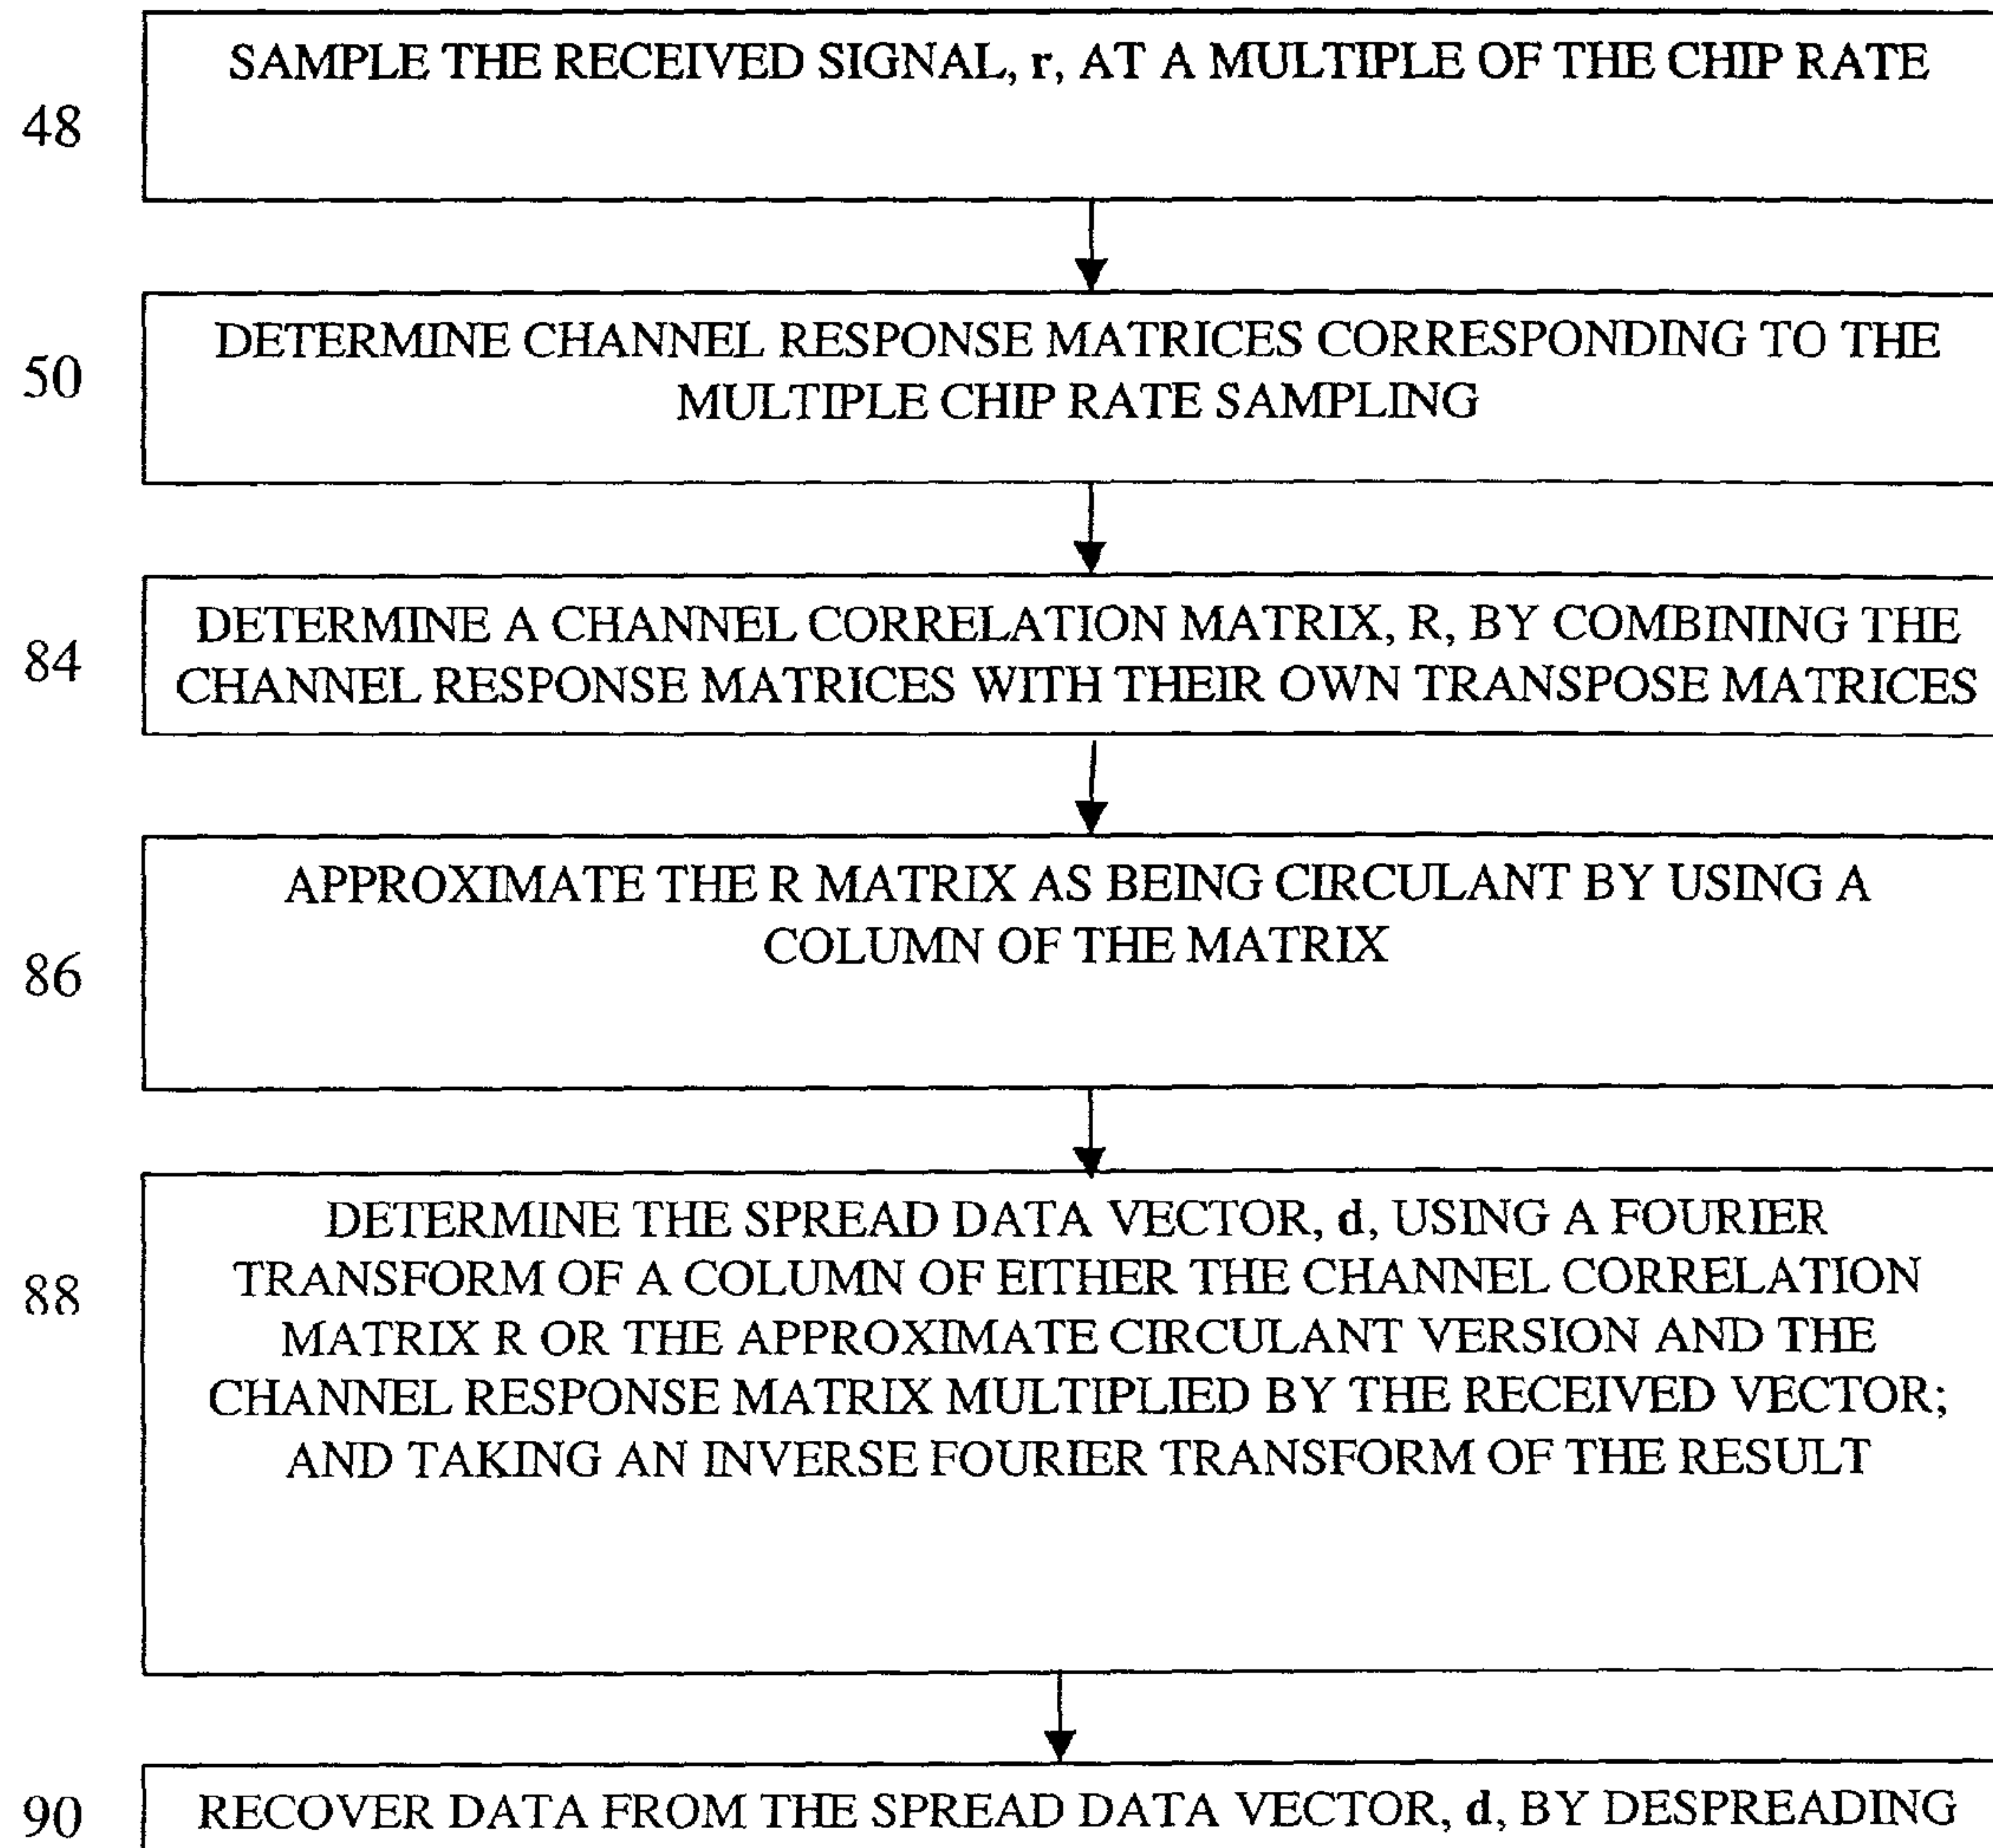 SAMPLE THE RECEIVED SIGNAL, r, AT A MULTIPLE OF THE CHIP RATE
48
DETERMINE CHANNEL RESPONSE MATRICES CORRESPONDING TO THE
50
MULTIPLE CHIP RATE SAMPLING
DETERMINE A CHANNEL CORRELATION MATRIX, R, BY COMBINING THE
84
CHANNEL RESPONSE MATRICES WITH THEIR OWN TRANSPOSE MATRICES
APPROXIMATE THE R MATRIX AS BEING CIRCULANT BY USING A
COLUMN OF THE MATRIX
86
DETERMINE THE SPREAD DATA VECTOR, d, USING A FOURIER
TRANSFORM OF A COLUMN OF EITHER THE CHANNEL CORRELATION
88
MATRIX R OR THE APPROXIMATE CIRCULANT VERSION AND THE
CHANNEL RESPONSE MATRIX MULTIPLIED BY THE RECEIVED VECTOR;
AND TAKING AN INVERSE FOURIER TRANSFORM OF THE RESULT
90
RECOVER DATA FROM THE SPREAD DATA VECTOR, d, BY DESPREADING